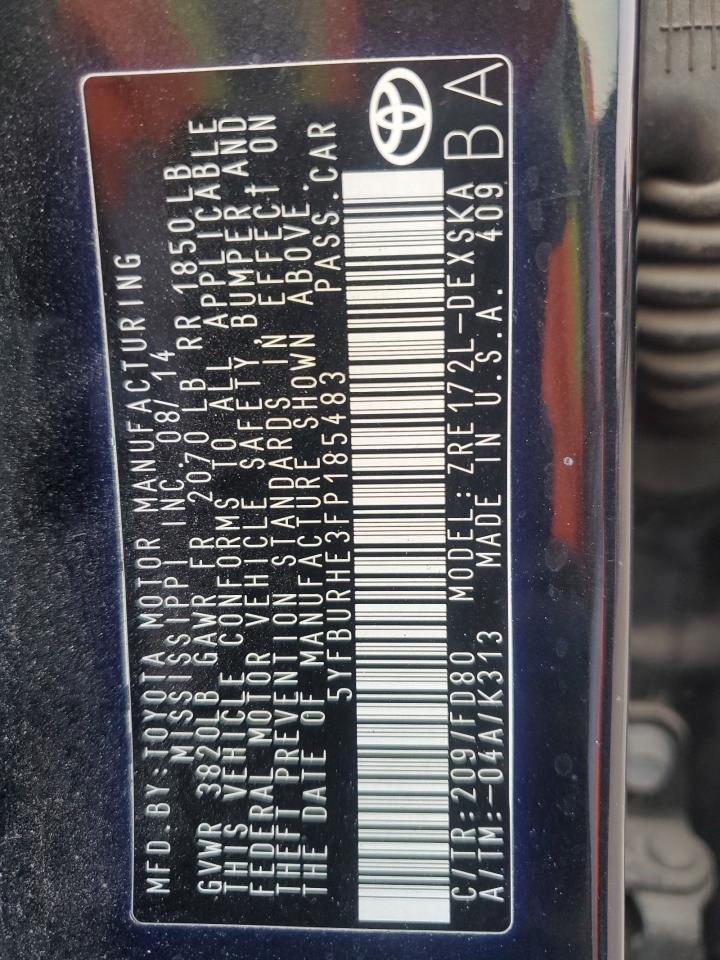 MFD.BY:TOYOTA MOTOR MANUFACTURING
MISSISSIPPI INC. 08/14
GVWR 3820LB GAWR FR 2070 LB RR 1850 LB
THIS VEHICLE CONFORMS TO ALL APPLICABLE
FEDERAL MOTOR VEHICLE SAFETY, BUMPER AND
THEFT PREVENTION STANDARDS IN EFFECT ON
THE DATE OF MANUFACTURE SHOWN ABOVE.
5YFBURHE3FP185483 PASS.CAR
C/TR:209/FD80 MODEL:ZRE172L-DEXSKA
A/TM:-04A/K313 MADE IN U.S.A. 409
BA